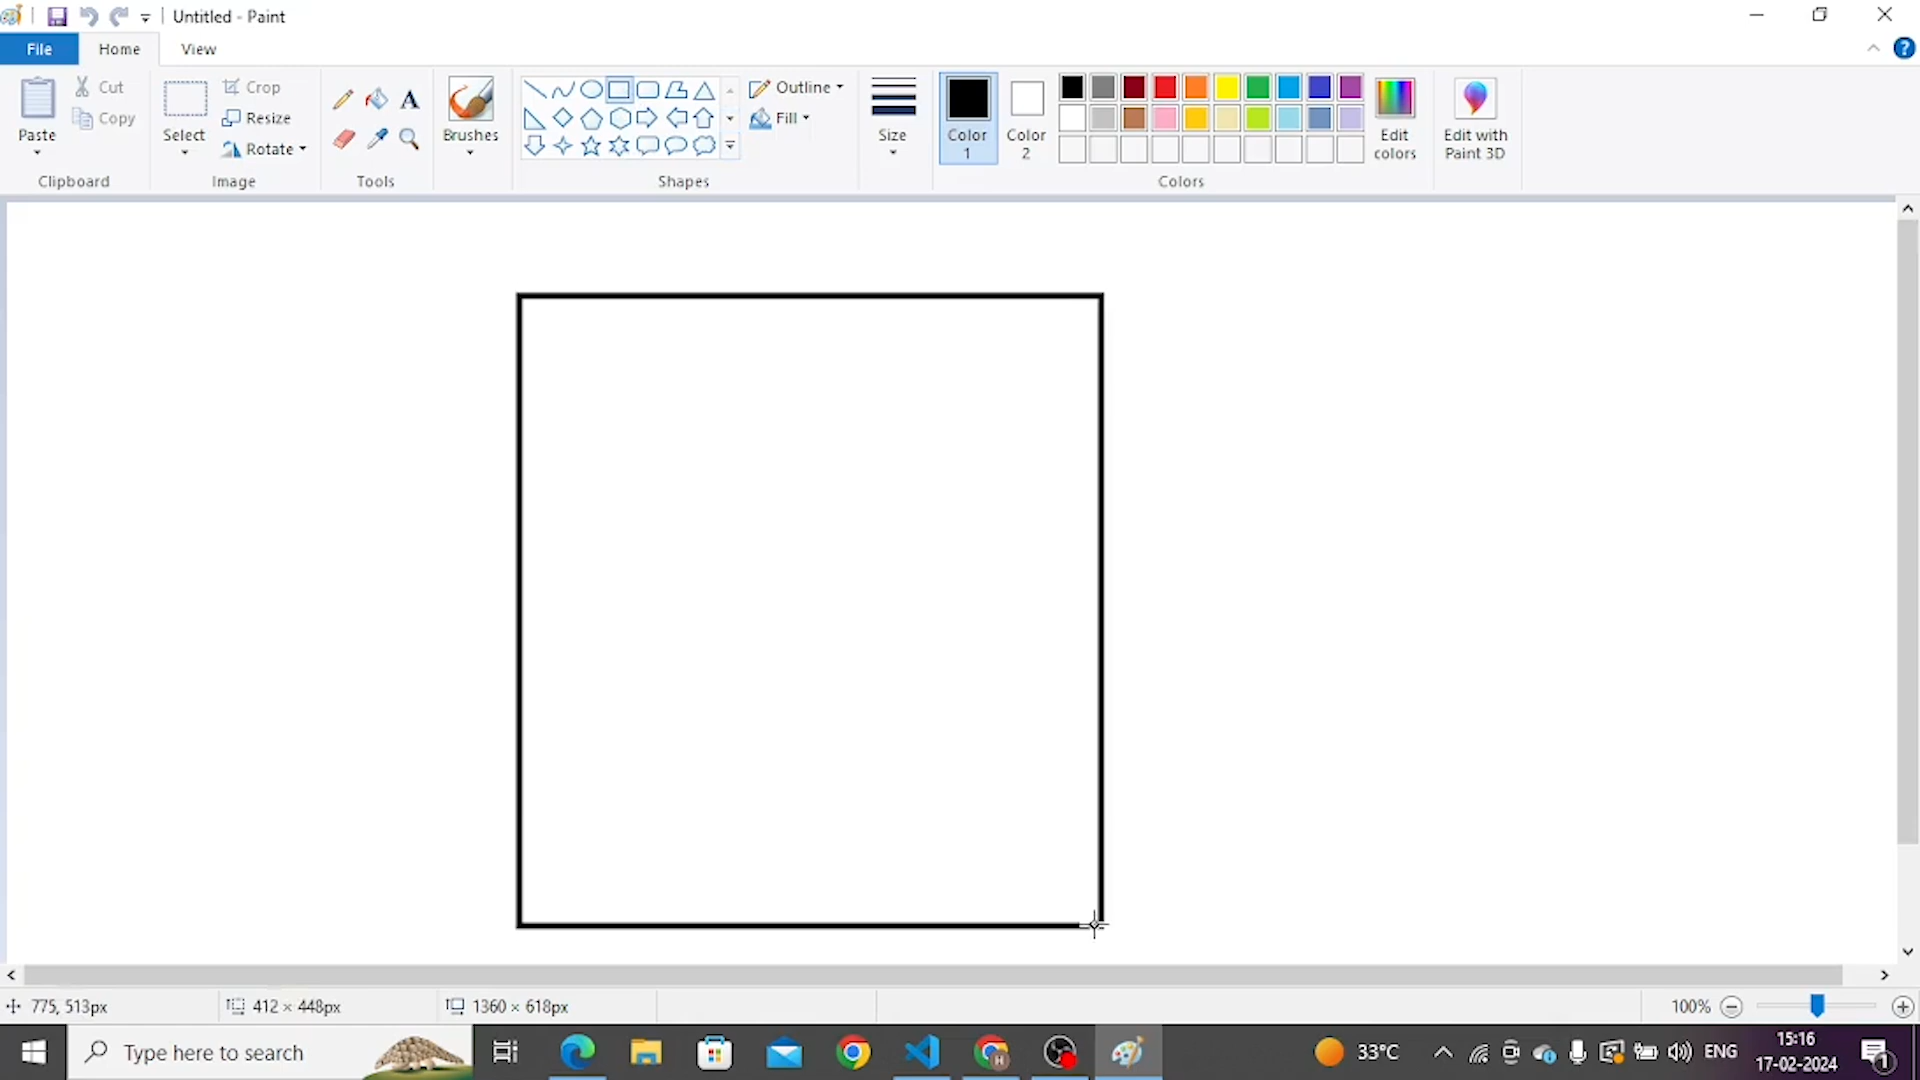 Untitled - Paint
File Home View
Paste
Cut
Copy
Clipboard
Select
Crop
Resize
Rotate
Image
A
Tools
Brushes
Shapes
Outline
Fill
Size
Color 1
Color 2
Colors
Edit colors
Edit with Paint 3D
?
775, 513px
412 × 448px
1360 × 618px
100%
Type here to search
33°C
ENG
15:16
17-02-2024
1